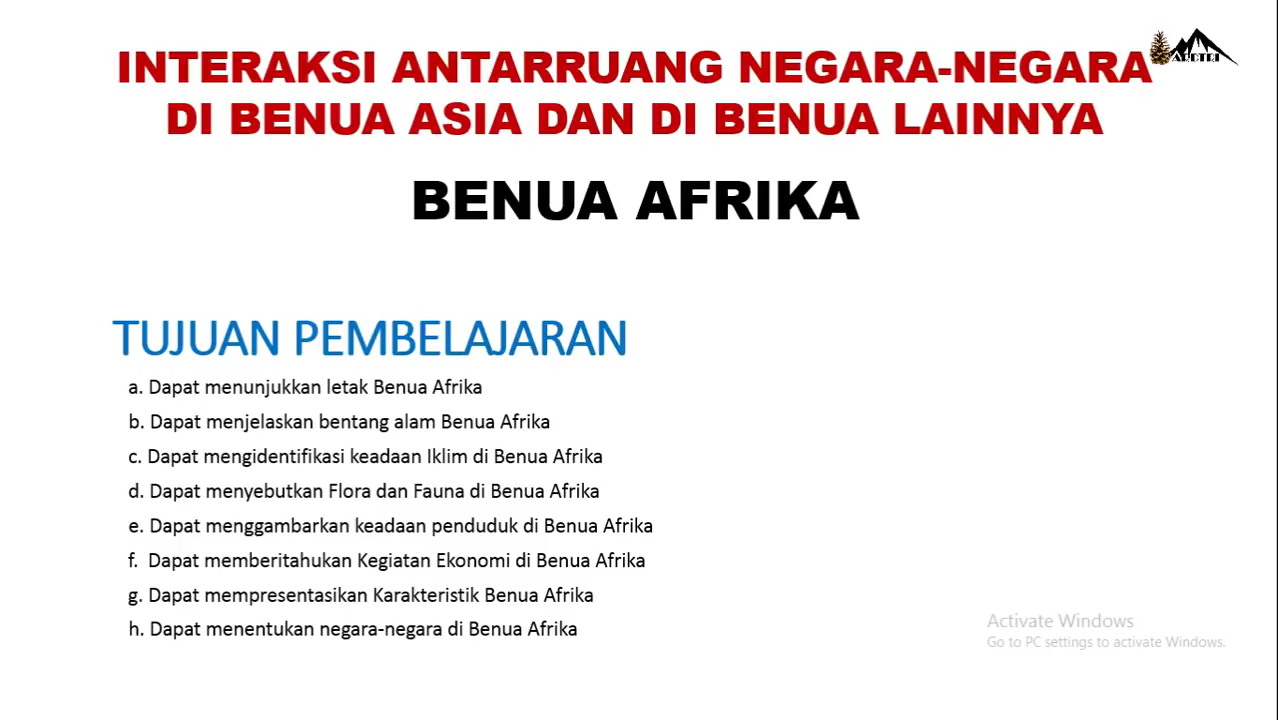 INTERAKSI ANTARRUANG NEGARA-NEGARA
DI BENUA ASIA DAN DI BENUA LAINNYA
BENUA AFRIKA
TUJUAN PEMBELAJARAN
a. Dapat menunjukkan letak Benua Afrika
b. Dapat menjelaskan bentang alam Benua Afrika
c. Dapat mengidentifikasi keadaan Iklim di Benua Afrika
d. Dapat menyebutkan Flora dan Fauna di Benua Afrika
e. Dapat menggambarkan keadaan penduduk di Benua Afrika
f. Dapat memberitahukan Kegiatan Ekonomi di Benua Afrika
g. Dapat mempresentasikan Karakteristik Benua Afrika
h. Dapat menentukan negara-negara di Benua Afrika
Activate Windows
Go to PC settings to activate Windows.